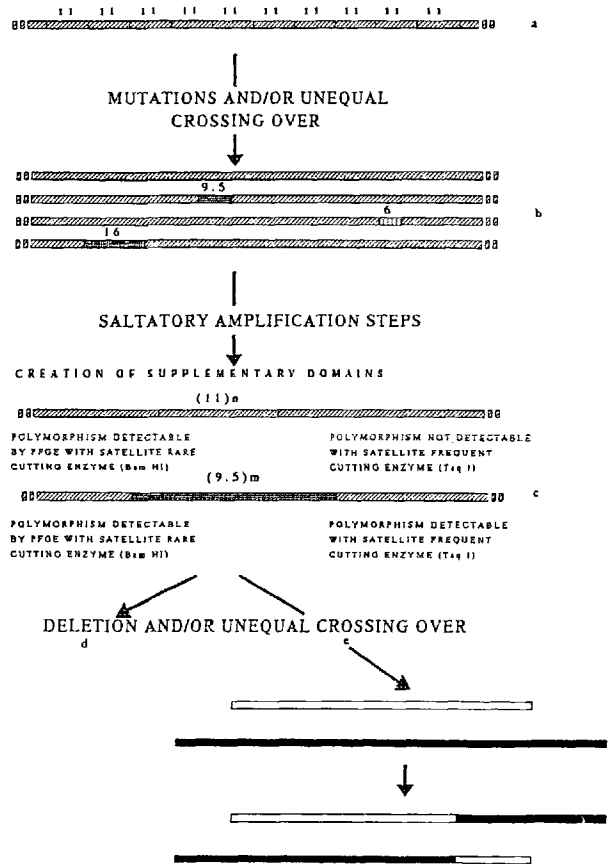 11 11 11 11 11 11 11 11 11 11
a
MUTATIONS AND/OR UNEQUAL
CROSSING OVER
9.5
6
b
16
SALTATORY AMPLIFICATION STEPS
CREATION OF SUPPLEMENTARY DOMAINS
(11)n
POLYMORPHISM DETECTABLE
BY PFGE WITH SATELLITE RARE
CUTTING ENZYME (Bam HI)
POLYMORPHISM NOT DETECTABLE
WITH SATELLITE FREQUENT
CUTTING ENZYME (Taq I)
(9.5)m
c
POLYMORPHISM DETECTABLE
BY PFGE WITH SATELLITE RARE
CUTTING ENZYME (Bam HI)
POLYMORPHISM DETECTABLE
WITH SATELLITE FREQUENT
CUTTING ENZYME (Taq I)
DELETION AND/OR UNEQUAL CROSSING OVER
d
e